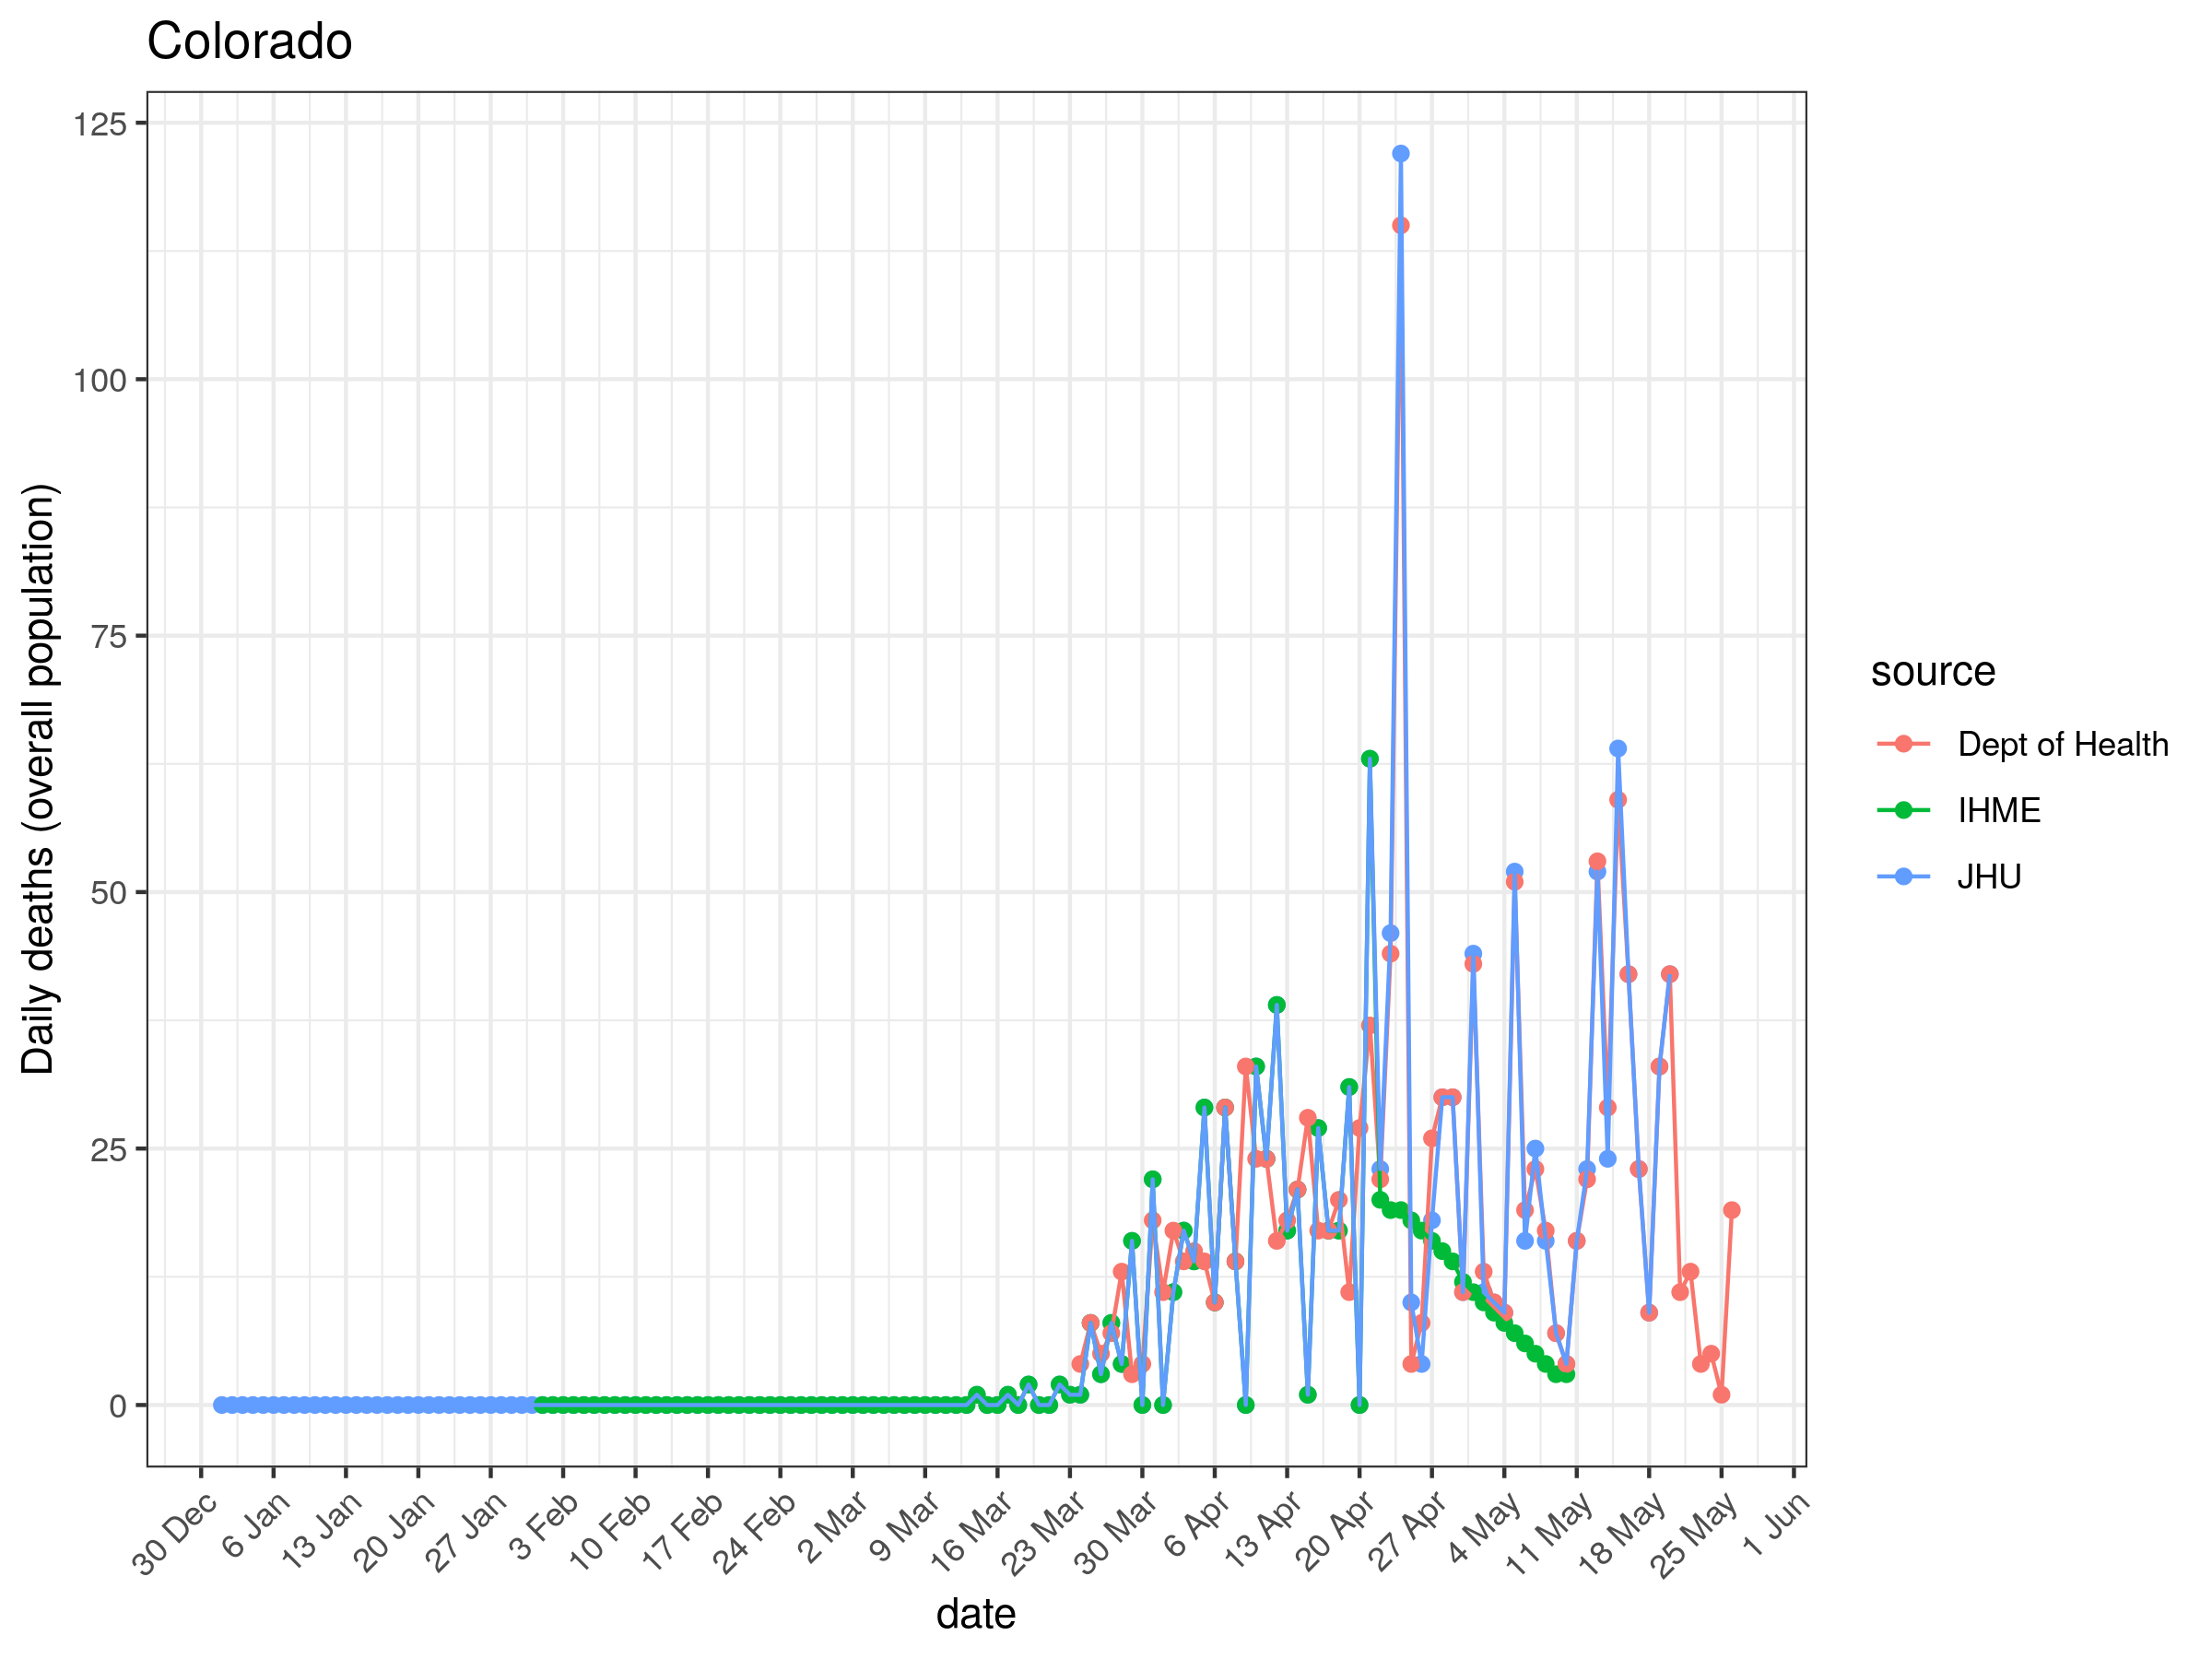 Colorado
125
100
75
50
25
0
Daily deaths (overall population)
30 Dec
6 Jan
13 Jan
20 Jan
27 Jan
3 Feb
10 Feb
17 Feb
24 Feb
2 Mar
9 Mar
16 Mar
23 Mar
30 Mar
6 Apr
13 Apr
20 Apr
27 Apr
4 May
11 May
18 May
25 May
1 Jun
date
source
Dept of Health
IHME
JHU